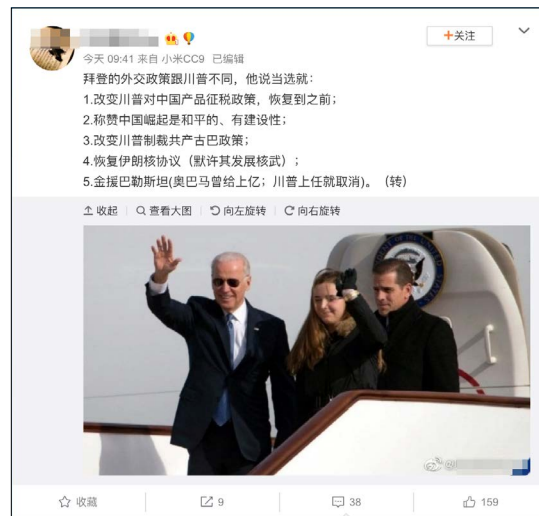 +关注
今天 09:41 来自 小米CC9 已编辑
拜登的外交政策跟川普不同，他说当选就：
1.改变川普对中国产品征税政策，恢复到之前；
2.称赞中国崛起是和平的、有建设性；
3.改变川普制裁共产古巴政策；
4.恢复伊朗核协议（默许其发展核武）；
5.金援巴勒斯坦(奥巴马曾给上亿；川普上任就取消)。（转）
收起 查看大图 向左旋转 向右旋转
收藏 9 38 159